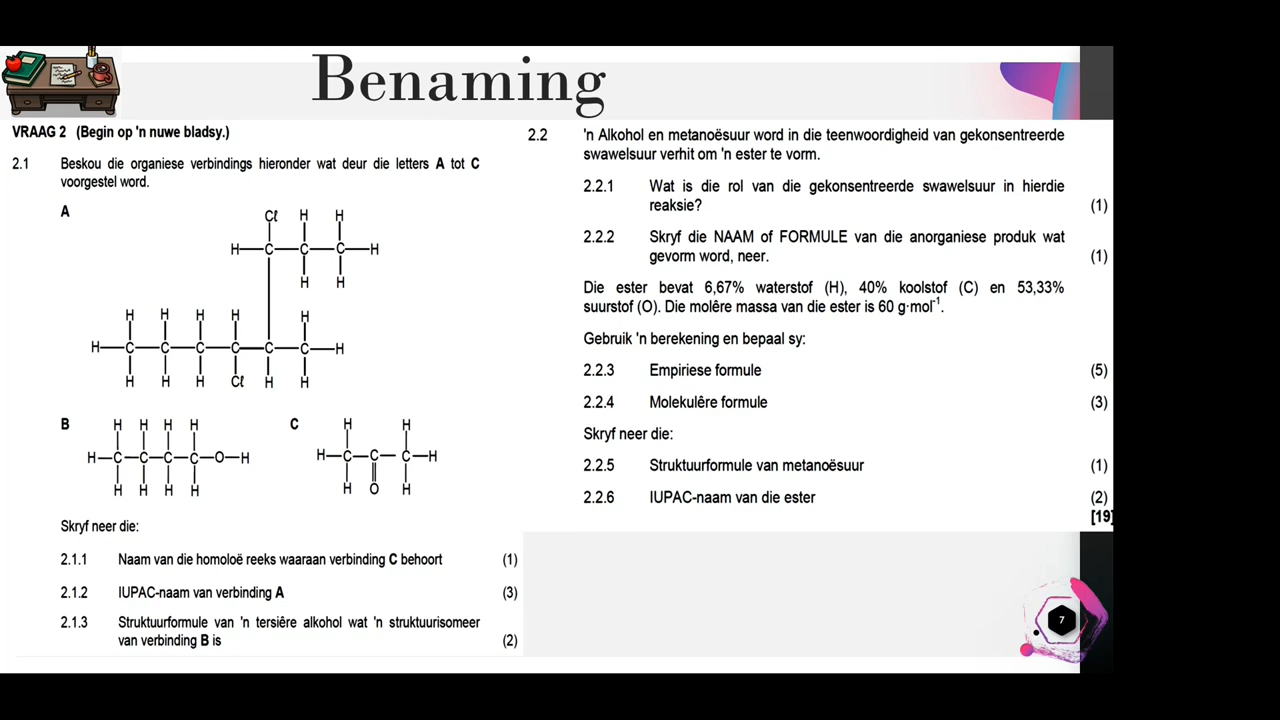 Benaming
VRAAG 2 (Begin op 'n nuwe bladsy.)
2.1 Beskou die organiese verbindings hieronder wat deur die letters A tot C
voorgestel word.
A
Cℓ H H
H C C C H
H H
H H H H H
H C C C C C C H
H H H Cℓ H H
B
H H H H
H C C C C O H
H H H H
C
H H
H C C C H
H O H
Skryf neer die:
2.1.1 Naam van die homoloë reeks waaraan verbinding C behoort (1)
2.1.2 IUPAC-naam van verbinding A (3)
2.1.3 Struktuurformule van 'n tersiêre alkohol wat 'n struktuurisomeer
van verbinding B is (2)
2.2 'n Alkohol en metanoësuur word in die teenwoordigheid van gekonsentreerde
swawelsuur verhit om 'n ester te vorm.
2.2.1 Wat is die rol van die gekonsentreerde swawelsuur in hierdie
reaksie? (1)
2.2.2 Skryf die NAAM of FORMULE van die anorganiese produk wat
gevorm word, neer. (1)
Die ester bevat 6,67% waterstof (H), 40% koolstof (C) en 53,33%
suurstof (O). Die molêre massa van die ester is 60 g·mol⁻¹.
Gebruik 'n berekening en bepaal sy:
2.2.3 Empiriese formule (5)
2.2.4 Molekulêre formule (3)
Skryf neer die:
2.2.5 Struktuurformule van metanoësuur (1)
2.2.6 IUPAC-naam van die ester (2)
[19]
7